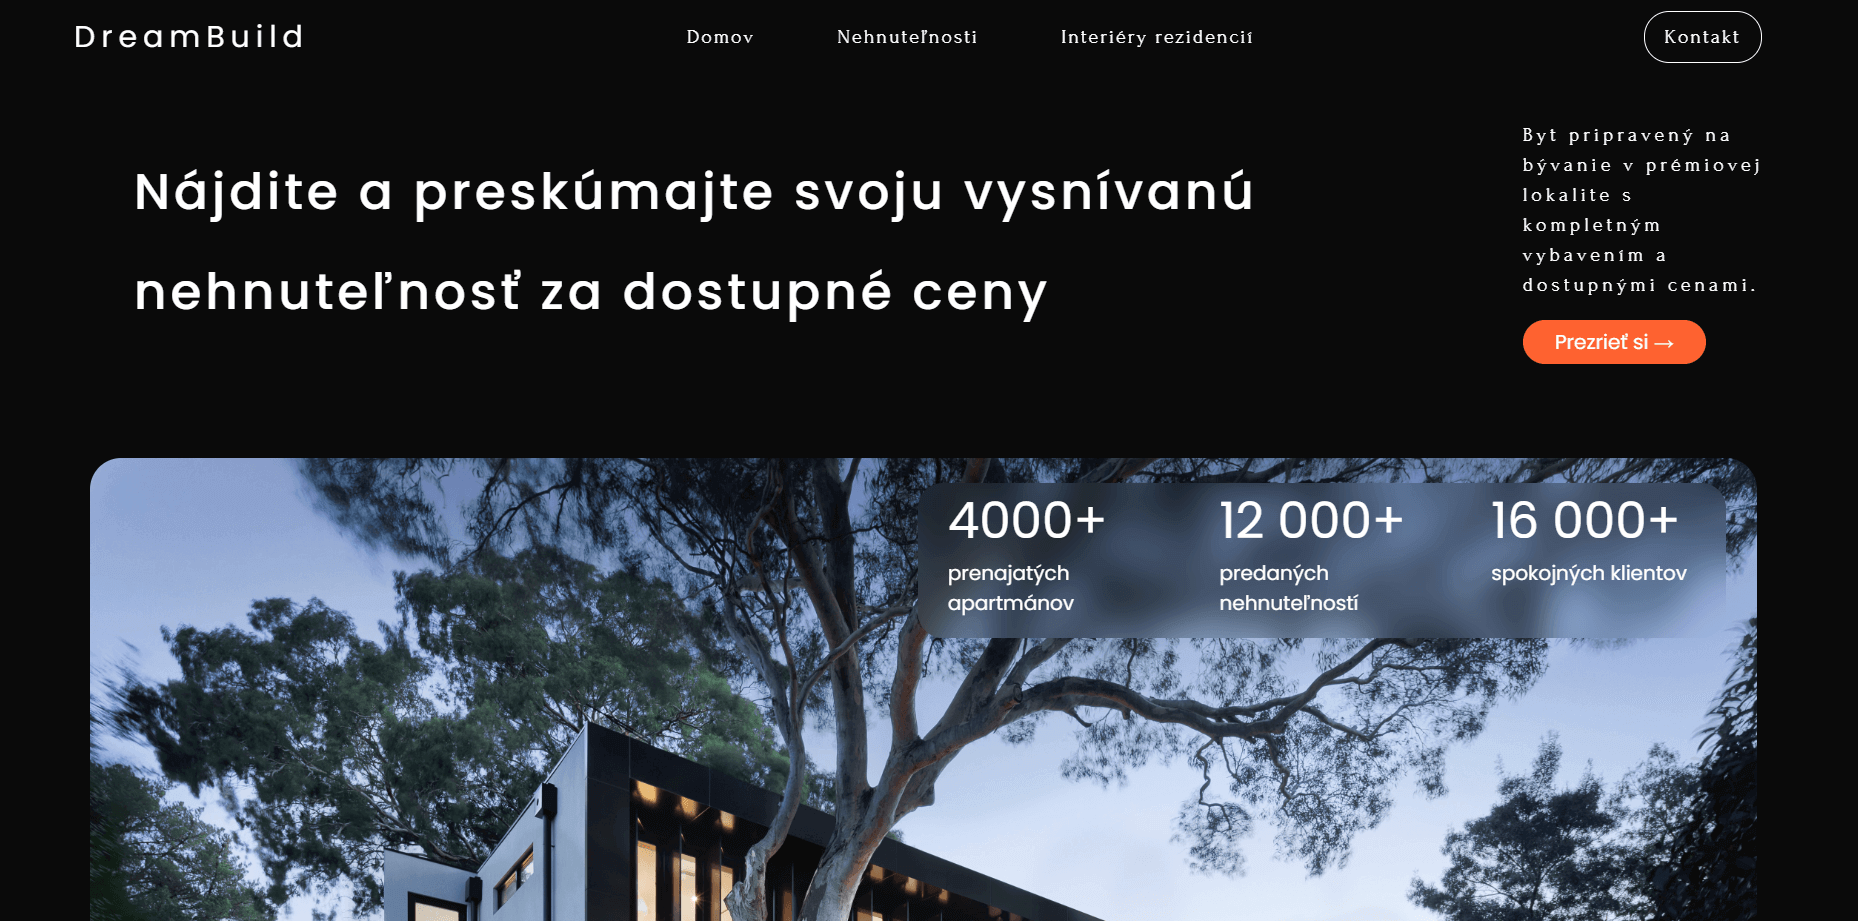 DreamBuild
Domov
Nehnuteľnosti
Interiéry rezidencií
Kontakt
Nájdite a preskúmajte svoju vysnívanú
nehnuteľnosť za dostupné ceny
Byt pripravený na
bývanie v prémiovej
lokalite s
kompletným
vybavením a
dostupnými cenami.
Prezrieť si →
4000+
prenajatých
apartmánov
12 000+
predaných
nehnuteľností
16 000+
spokojných klientov